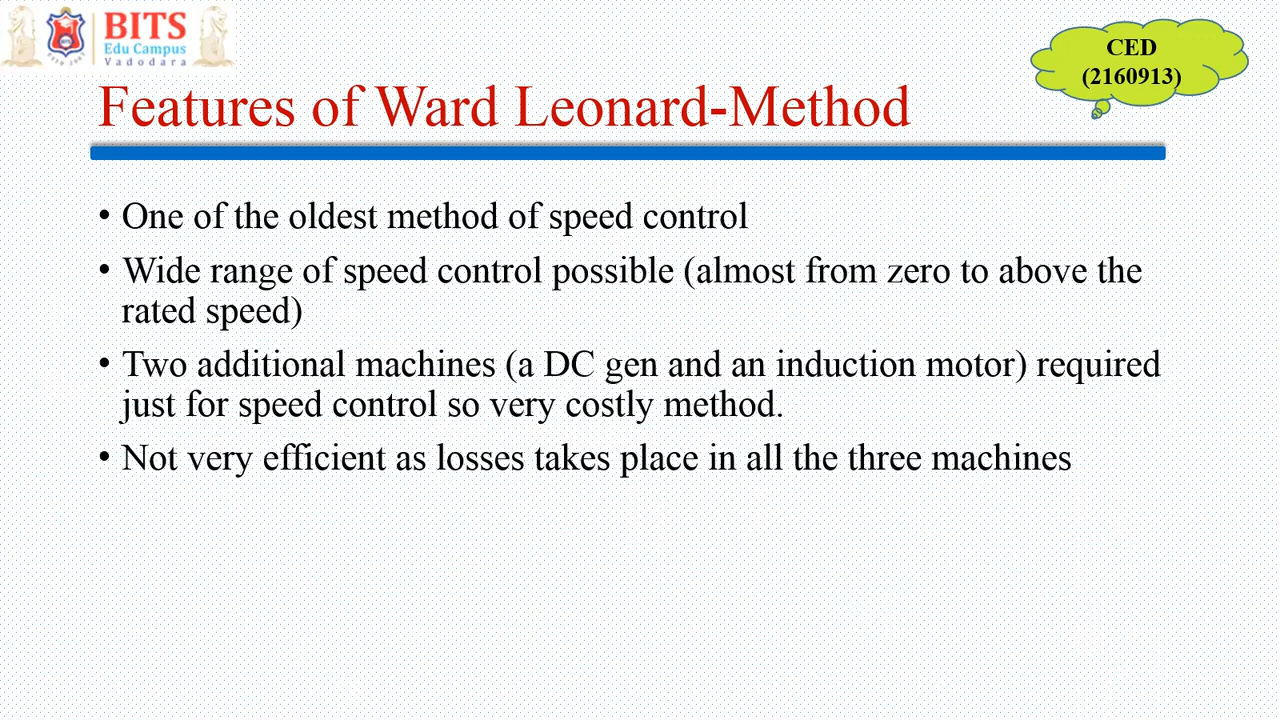 BITS
Edu Campus
Vadodara
CED
(2160913)
Features of Ward Leonard-Method
• One of the oldest method of speed control
• Wide range of speed control possible (almost from zero to above the
rated speed)
• Two additional machines (a DC gen and an induction motor) required
just for speed control so very costly method.
• Not very efficient as losses takes place in all the three machines